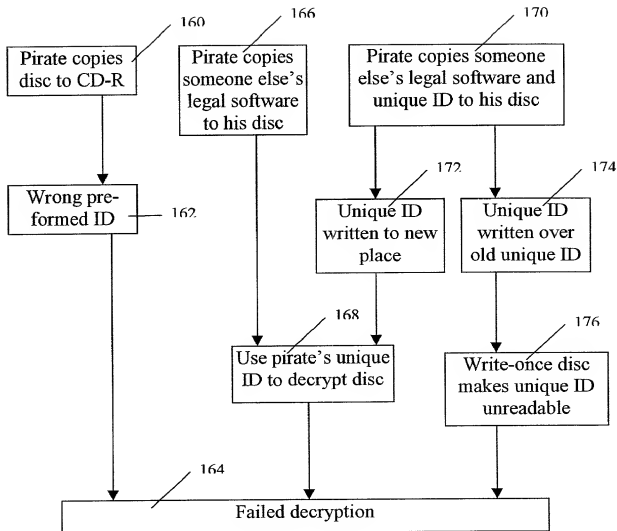 160
Pirate copies
disc to CD-R
166
Pirate copies
someone else's
legal software
to his disc
170
Pirate copies someone
else's legal software and
unique ID to his disc
Wrong pre-
formed ID
162
172
Unique ID
written to new
place
174
Unique ID
written over
old unique ID
168
Use pirate's unique
ID to decrypt disc
176
Write-once disc
makes unique ID
unreadable
164
Failed decryption